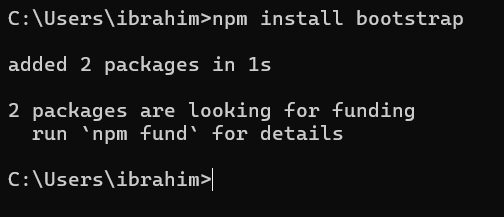 C:\Users\ibrahim>npm install bootstrap
added 2 packages in 1s
2 packages are looking for funding
  run `npm fund` for details
C:\Users\ibrahim>